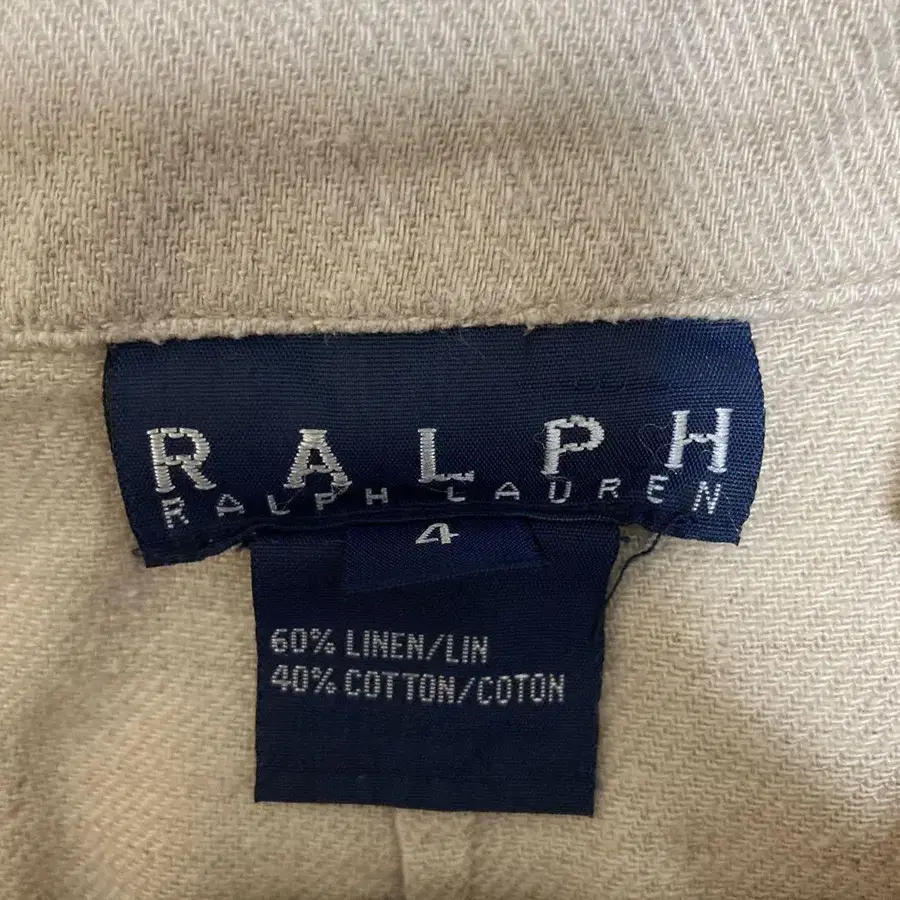 RALPH
RALPH LAUREN
4
60% LINEN/LIN
40% COTTON/COTON